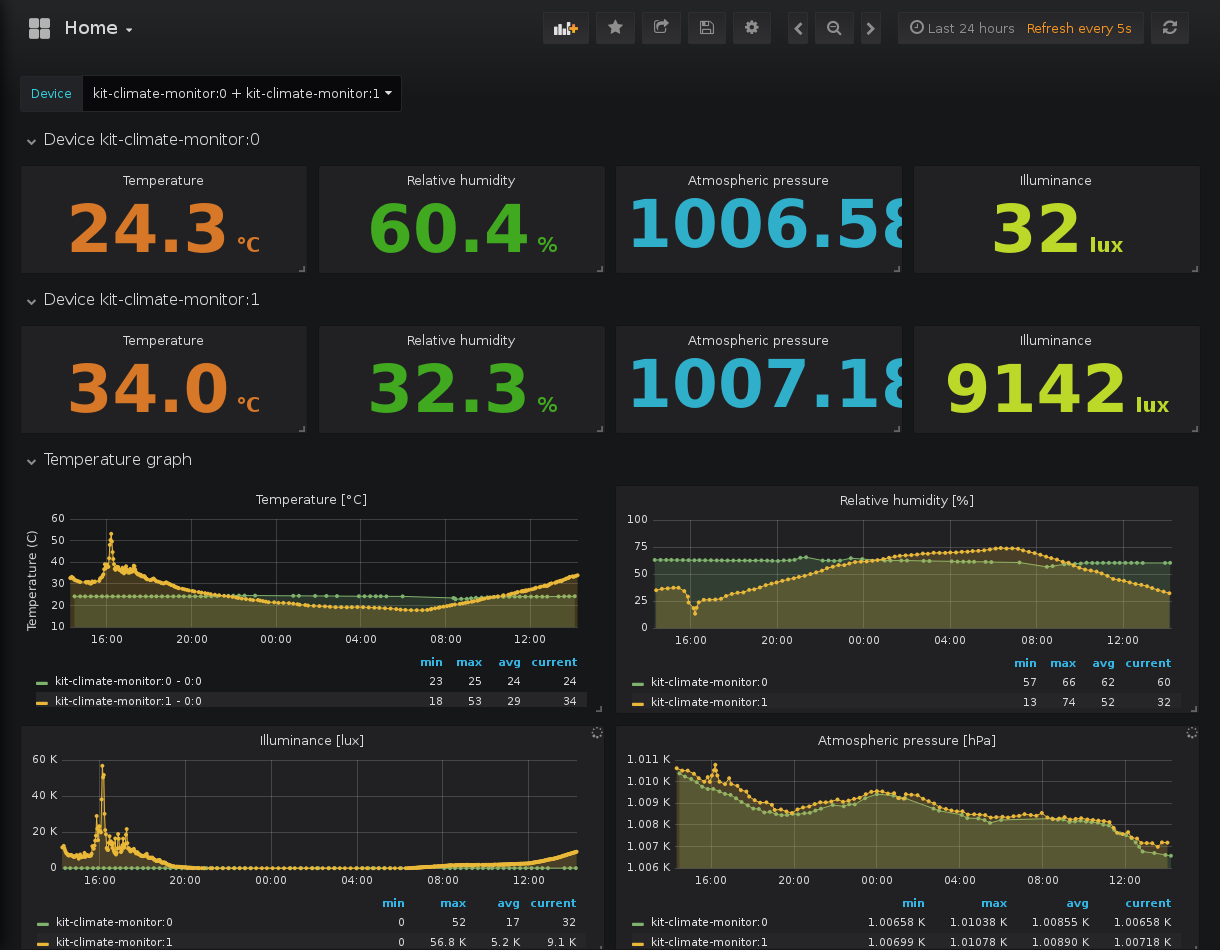 Home
Last 24 hours Refresh every 5s
Device kit-climate-monitor:0 + kit-climate-monitor:1
Device kit-climate-monitor:0
Temperature Relative humidity Atmospheric pressure Illuminance
24.3 °C 60.4 % 1006.58 32 lux
Device kit-climate-monitor:1
Temperature Relative humidity Atmospheric pressure Illuminance
34.0 °C 32.3 % 1007.18 9142 lux
Temperature graph
Temperature [°C]
Temperature (C)
60
50
40
30
20
10
16:00 20:00 00:00 04:00 08:00 12:00
min max avg current
kit-climate-monitor:0 - 0:0 23 25 24 24
kit-climate-monitor:1 - 0:0 18 53 29 34
Relative humidity [%]
100
75
50
25
0
16:00 20:00 00:00 04:00 08:00 12:00
min max avg current
kit-climate-monitor:0 57 66 62 60
kit-climate-monitor:1 13 74 52 32
Illuminance [lux]
60 K
40 K
20 K
0
16:00 20:00 00:00 04:00 08:00 12:00
min max avg current
kit-climate-monitor:0 0 52 17 32
kit-climate-monitor:1 0 56.8 K 5.2 K 9.1 K
Atmospheric pressure [hPa]
1.011 K
1.010 K
1.009 K
1.008 K
1.007 K
1.006 K
16:00 20:00 00:00 04:00 08:00 12:00
min max avg current
kit-climate-monitor:0 1.00658 K 1.01038 K 1.00855 K 1.00658 K
kit-climate-monitor:1 1.00699 K 1.01078 K 1.00890 K 1.00718 K